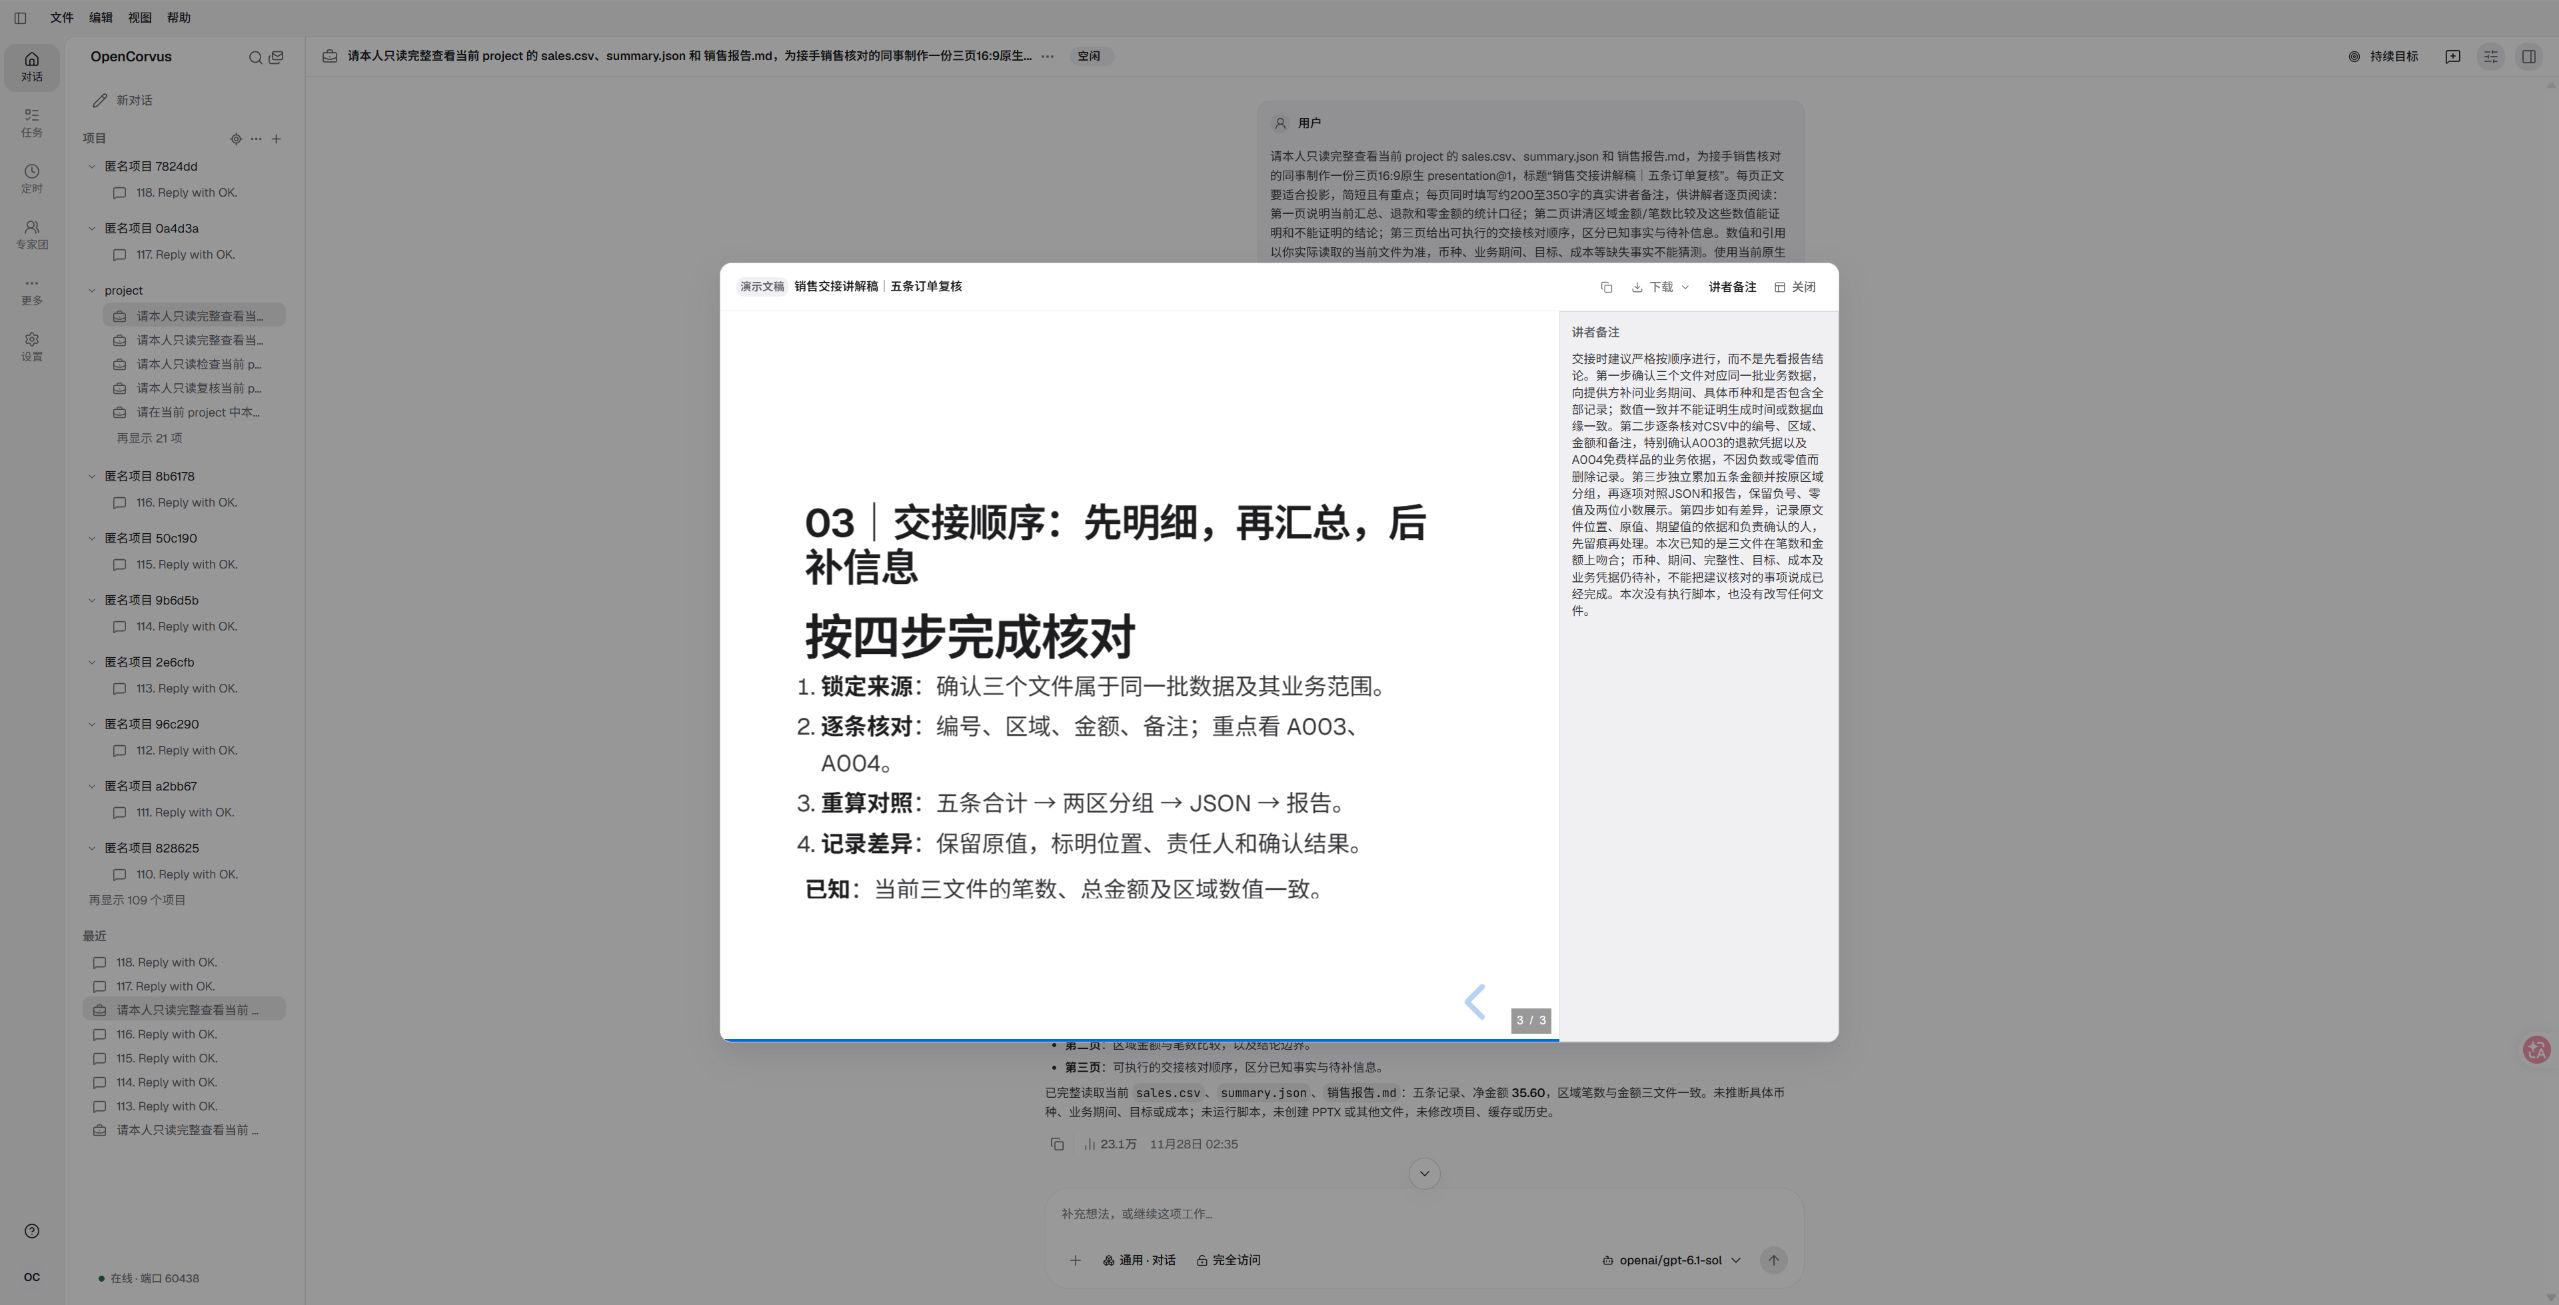 文件 编辑 视图 帮助
对话
任务
定时
专家团
更多
设置
OC
OpenCorvus
新对话
项目
匿名项目 7824dd
118. Reply with OK.
匿名项目 0a4d3a
117. Reply with OK.
project
请本人只读完整查看当...
请本人只读完整查看当...
请本人只读检查当前 p...
请本人只读复核当前 p...
请在当前 project 中本...
再显示 21 项
匿名项目 8b6178
116. Reply with OK.
匿名项目 50c190
115. Reply with OK.
匿名项目 9b6d5b
114. Reply with OK.
匿名项目 2e6cfb
113. Reply with OK.
匿名项目 96c290
112. Reply with OK.
匿名项目 a2bb67
111. Reply with OK.
匿名项目 828625
110. Reply with OK.
再显示 109 个项目
最近
118. Reply with OK.
117. Reply with OK.
请本人只读完整查看当前 ...
116. Reply with OK.
115. Reply with OK.
114. Reply with OK.
113. Reply with OK.
请本人只读完整查看当前 ...
在线 · 端口 60438
请本人只读完整查看当前 project 的 sales.csv、summary.json 和 销售报告.md，为接手销售核对的同事制作一份三页16:9原生... ··· 空闲
持续目标
用户
请本人只读完整查看当前 project 的 sales.csv、summary.json 和 销售报告.md，为接手销售核对
的同事制作一份三页16:9原生 presentation@1，标题“销售交接讲解稿｜五条订单复核”。每页正文
要适合投影，简短且有重点；每页同时填写约200至350字的真实讲者备注，供讲解者逐页阅读：
第一页说明当前汇总、退款和零金额的统计口径；第二页讲清区域金额/笔数比较及这些数值能证
明和不能证明的结论；第三页给出可执行的交接核对顺序，区分已知事实与待补信息。数值和引用
以你实际读取的当前文件为准，币种、业务期间、目标、成本等缺失事实不能猜测。使用当前原生
演示文稿 销售交接讲解稿｜五条订单复核
下载 讲者备注 关闭
03｜交接顺序：先明细，再汇总，后
补信息
按四步完成核对
1. 锁定来源：确认三个文件属于同一批数据及其业务范围。
2. 逐条核对：编号、区域、金额、备注；重点看 A003、
A004。
3. 重算对照：五条合计 → 两区分组 → JSON → 报告。
4. 记录差异：保留原值，标明位置、责任人和确认结果。
已知：当前三文件的笔数、总金额及区域数值一致。
3 / 3
讲者备注
交接时建议严格按顺序进行，而不是先看报告结
论。第一步确认三个文件对应同一批业务数据，
向提供方补问业务期间、具体币种和是否包含全
部记录；数值一致并不能证明生成时间或数据血
缘一致。第二步逐条核对CSV中的编号、区域、
金额和备注，特别确认A003的退款凭据以及
A004免费样品的业务依据，不因负数或零值而
删除记录。第三步独立累加五条金额并按原区域
分组，再逐项对照JSON和报告，保留负号、零
值及两位小数展示。第四步如有差异，记录原文
件位置、原值、期望值的依据和负责确认的人，
先留痕再处理。本次已知的是三文件在笔数和金
额上吻合；币种、期间、完整性、目标、成本及
业务凭据仍待补，不能把建议核对的事项说成已
经完成。本次没有执行脚本，也没有改写任何文
件。
第二页：区域金额与笔数比较，以及结论边界。
第三页：可执行的交接核对顺序，区分已知事实与待补信息。
已完整读取当前 sales.csv、summary.json、销售报告.md：五条记录、净金额 35.60，区域笔数与金额三文件一致。未推断具体币
种、业务期间、目标或成本；未运行脚本，未创建 PPTX 或其他文件，未修改项目、缓存或历史。
23.1万 11月28日 02:35
补充想法，或继续这项工作...
通用 · 对话 完全访问
openai/gpt-6.1-sol